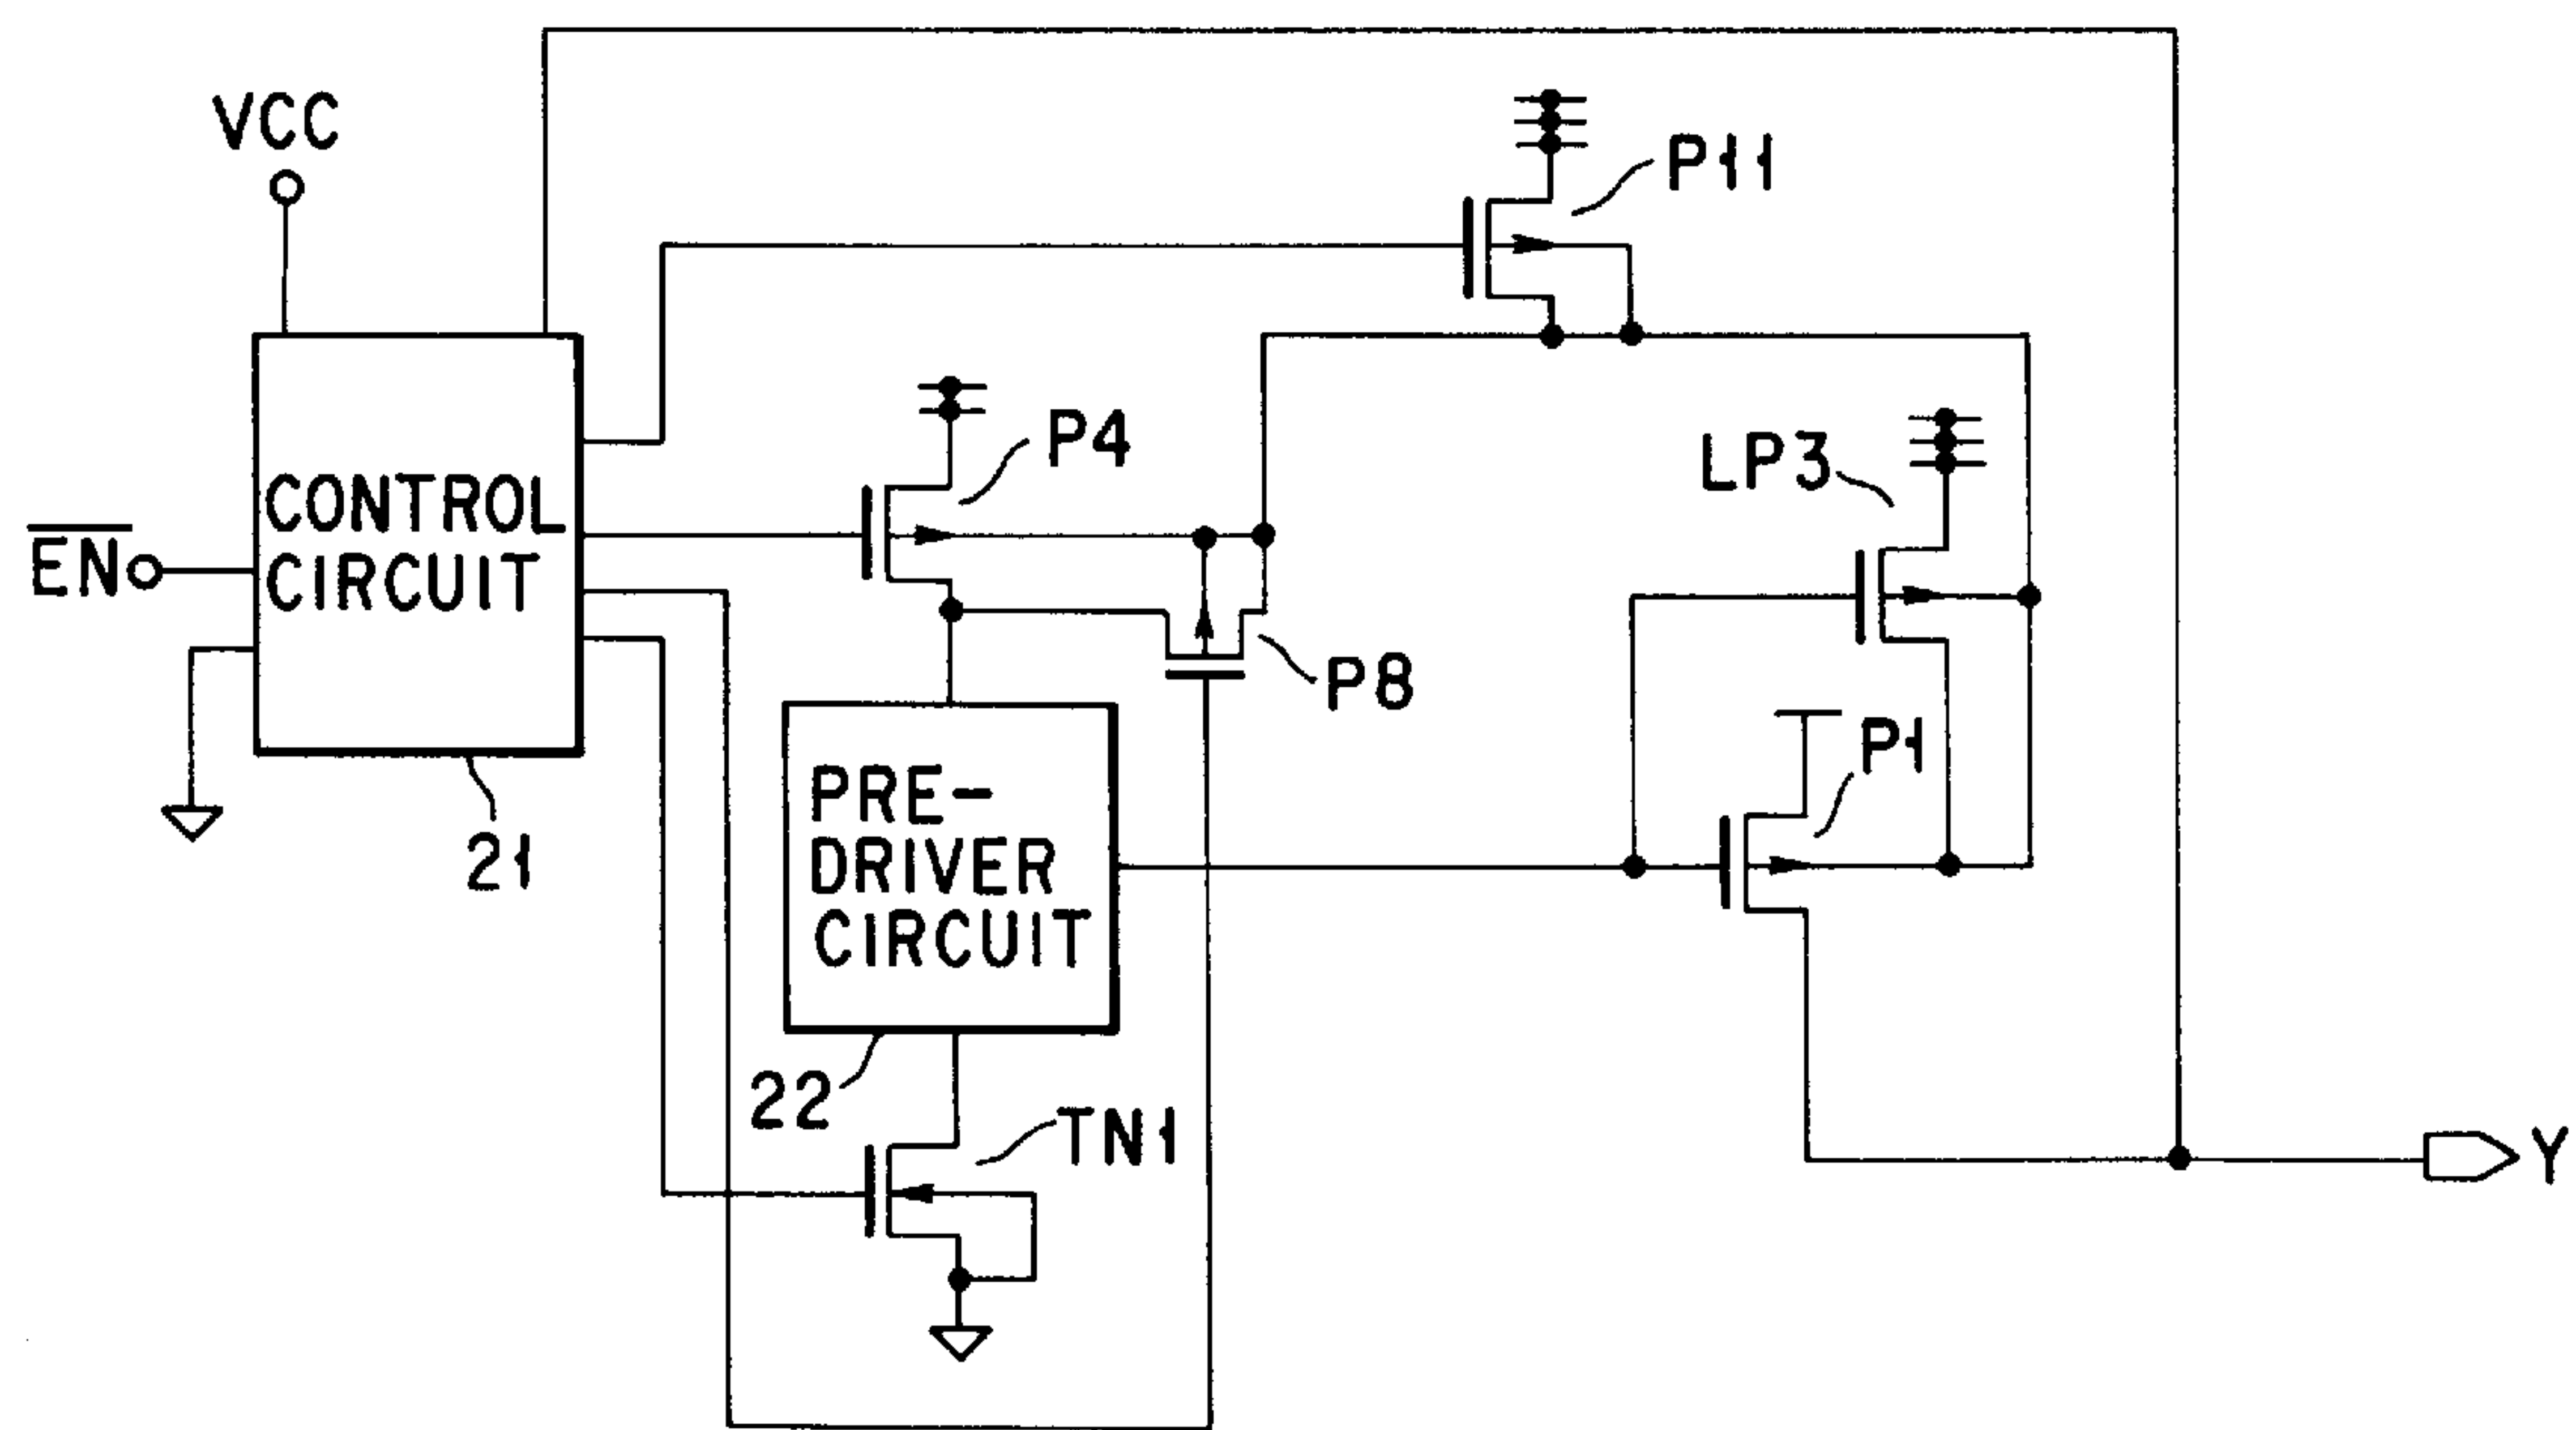 VCC
P11
P4
CONTROL
CIRCUIT
EN
LP3
P8
P1
21
PRE-
DRIVER
CIRCUIT
22
TN1
Y